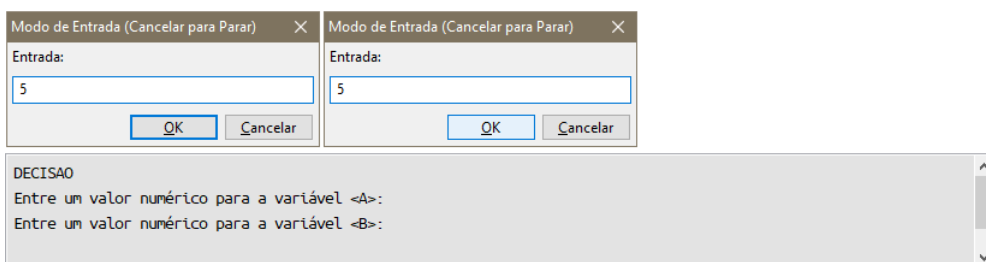 Modo de Entrada (Cancelar para Parar)
Entrada:
5
OK Cancelar
Modo de Entrada (Cancelar para Parar)
Entrada:
5
OK Cancelar
DECISAO
Entre um valor numérico para a variável <A>:
Entre um valor numérico para a variável <B>: